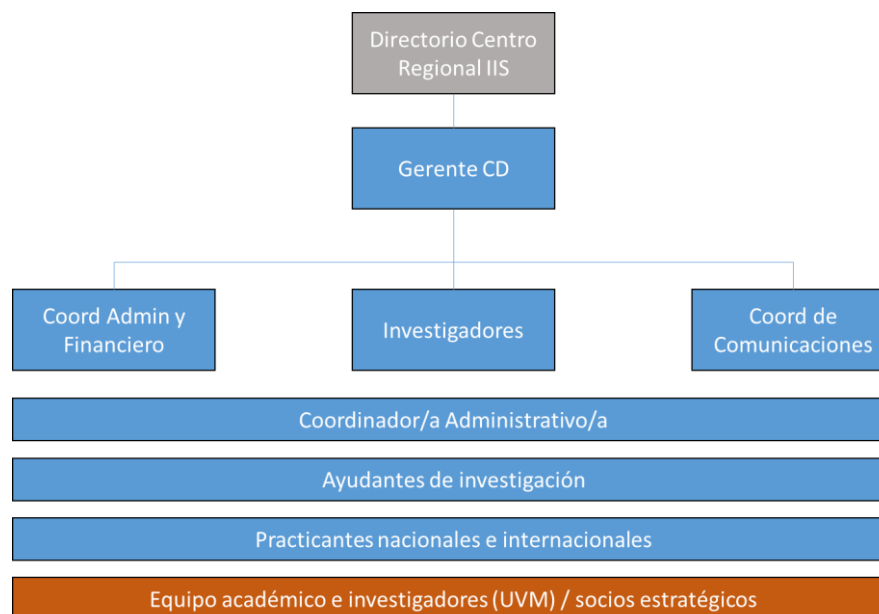 Directorio Centro
Regional IIS
Gerente CD
Coord Admin y
Financiero
Investigadores
Coord de
Comunicaciones
Coordinador/a Administrativo/a
Ayudantes de investigación
Practicantes nacionales e internacionales
Equipo académico e investigadores (UVM) / socios estratégicos